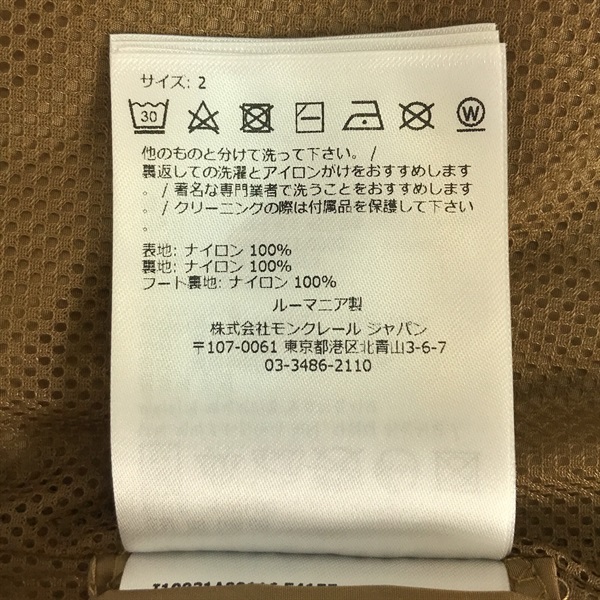 サイズ: 2
30
W
他のものと分けて洗って下さい。 /
裏返しての洗濯とアイロンがけをおすすめします
。 / 著名な専門業者で洗うことをおすすめします
。 / クリーニングの際は付属品を保護して下さい
。
表地: ナイロン 100%
裏地: ナイロン 100%
フート裏地: ナイロン 100%
ルーマニア製
株式会社モンクレール ジャパン
〒107-0061 東京都港区北青山3-6-7
03-3486-2110